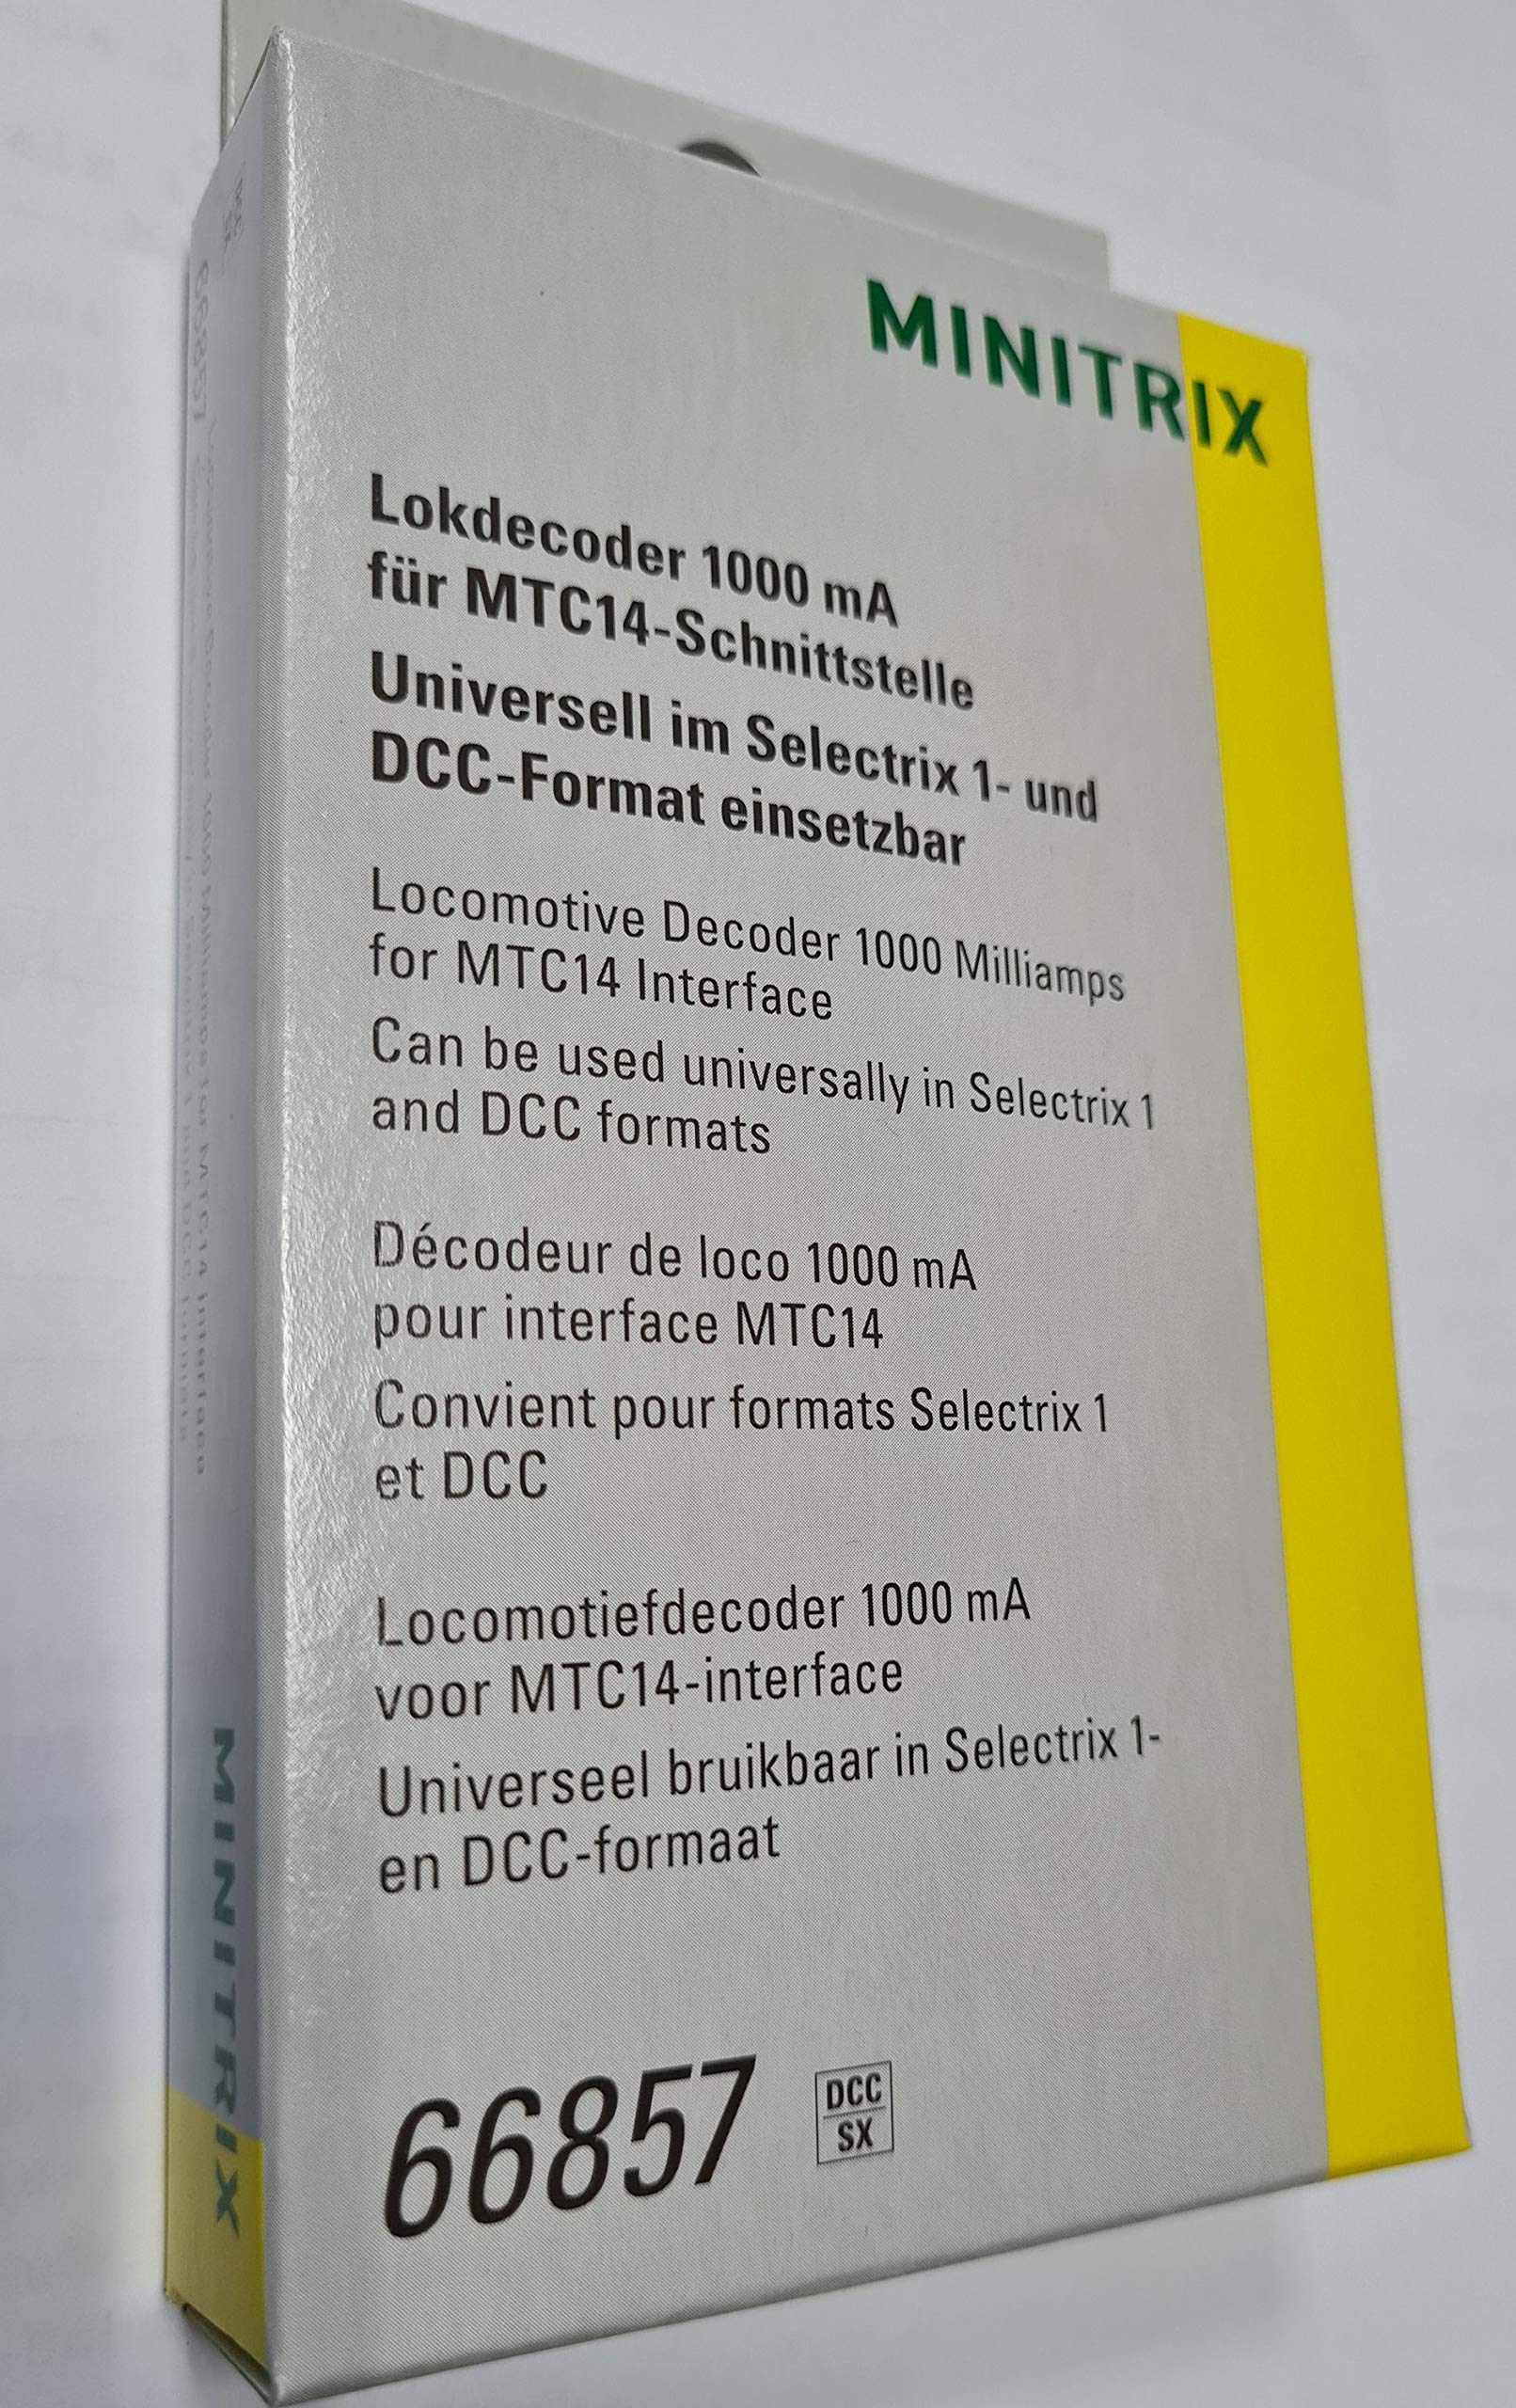 MINITRIX
Lokdecoder 1000 mA
für MTC14-Schnittstelle
Universell im Selectrix 1- und
DCC-Format einsetzbar
Locomotive Decoder 1000 Milliamps
for MTC14 Interface
Can be used universally in Selectrix 1
and DCC formats
Décodeur de loco 1000 mA
pour interface MTC14
Convient pour formats Selectrix 1
et DCC
Locomotiefdecoder 1000 mA
voor MTC14-interface
Universeel bruikbaar in Selectrix 1-
en DCC-formaat
66857
DCC
SX
MINITRIX
66857